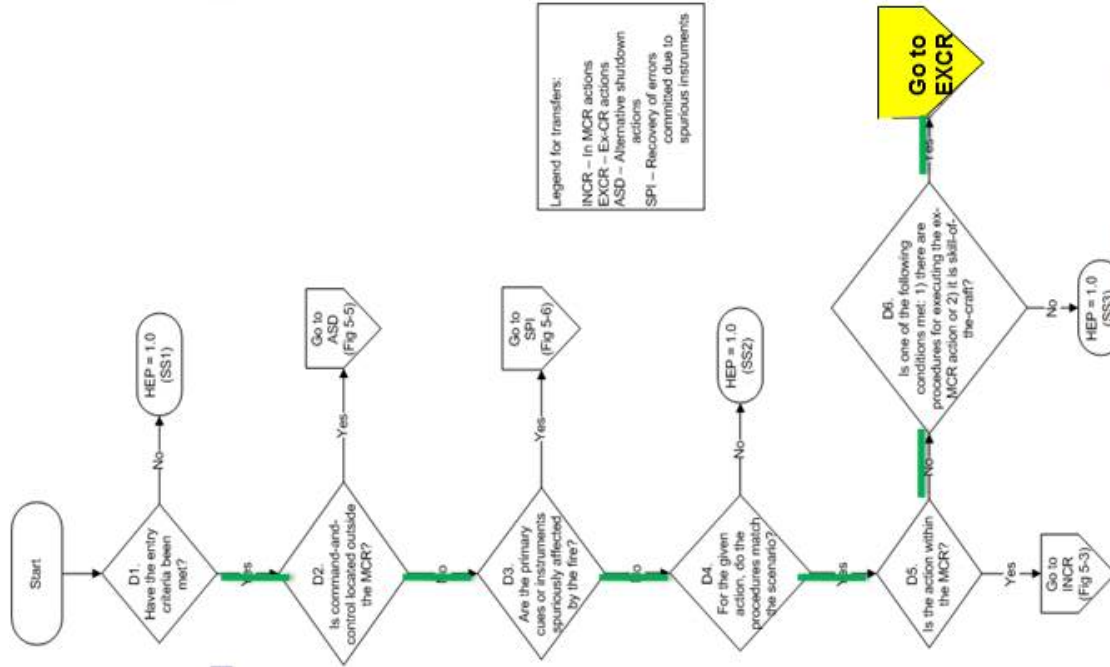 Start
D1.
Have the entry
criteria been
met?
No
HEP = 1.0
(SS1)
Yes
D2.
Is command-and-
control located outside
the MCR?
Yes
Go to
ASD
(Fig 5-5)
No
D3.
Are the primary
cues or instruments
spuriously affected
by the fire?
Yes
Go to
SPI
(Fig 5-6)
No
D4.
For the given
action, do the
procedures match
the scenario?
No
HEP = 1.0
(SS2)
Yes
D5.
Is the action within
the MCR?
Yes
Go to
INCR
(Fig 5-3)
No
D6.
Is one of the following
conditions met: 1) there are
procedures for executing the ex-
MCR action or 2) it is skill-of-
the-craft?
No
HEP = 1.0
(SS3)
Yes
Go to
EXCR
Legend for transfers:
INCR – In MCR actions
EXCR – Ex-CR actions
ASD – Alternative shutdown
actions
SPI – Recovery of errors
committed due to
spurious instruments